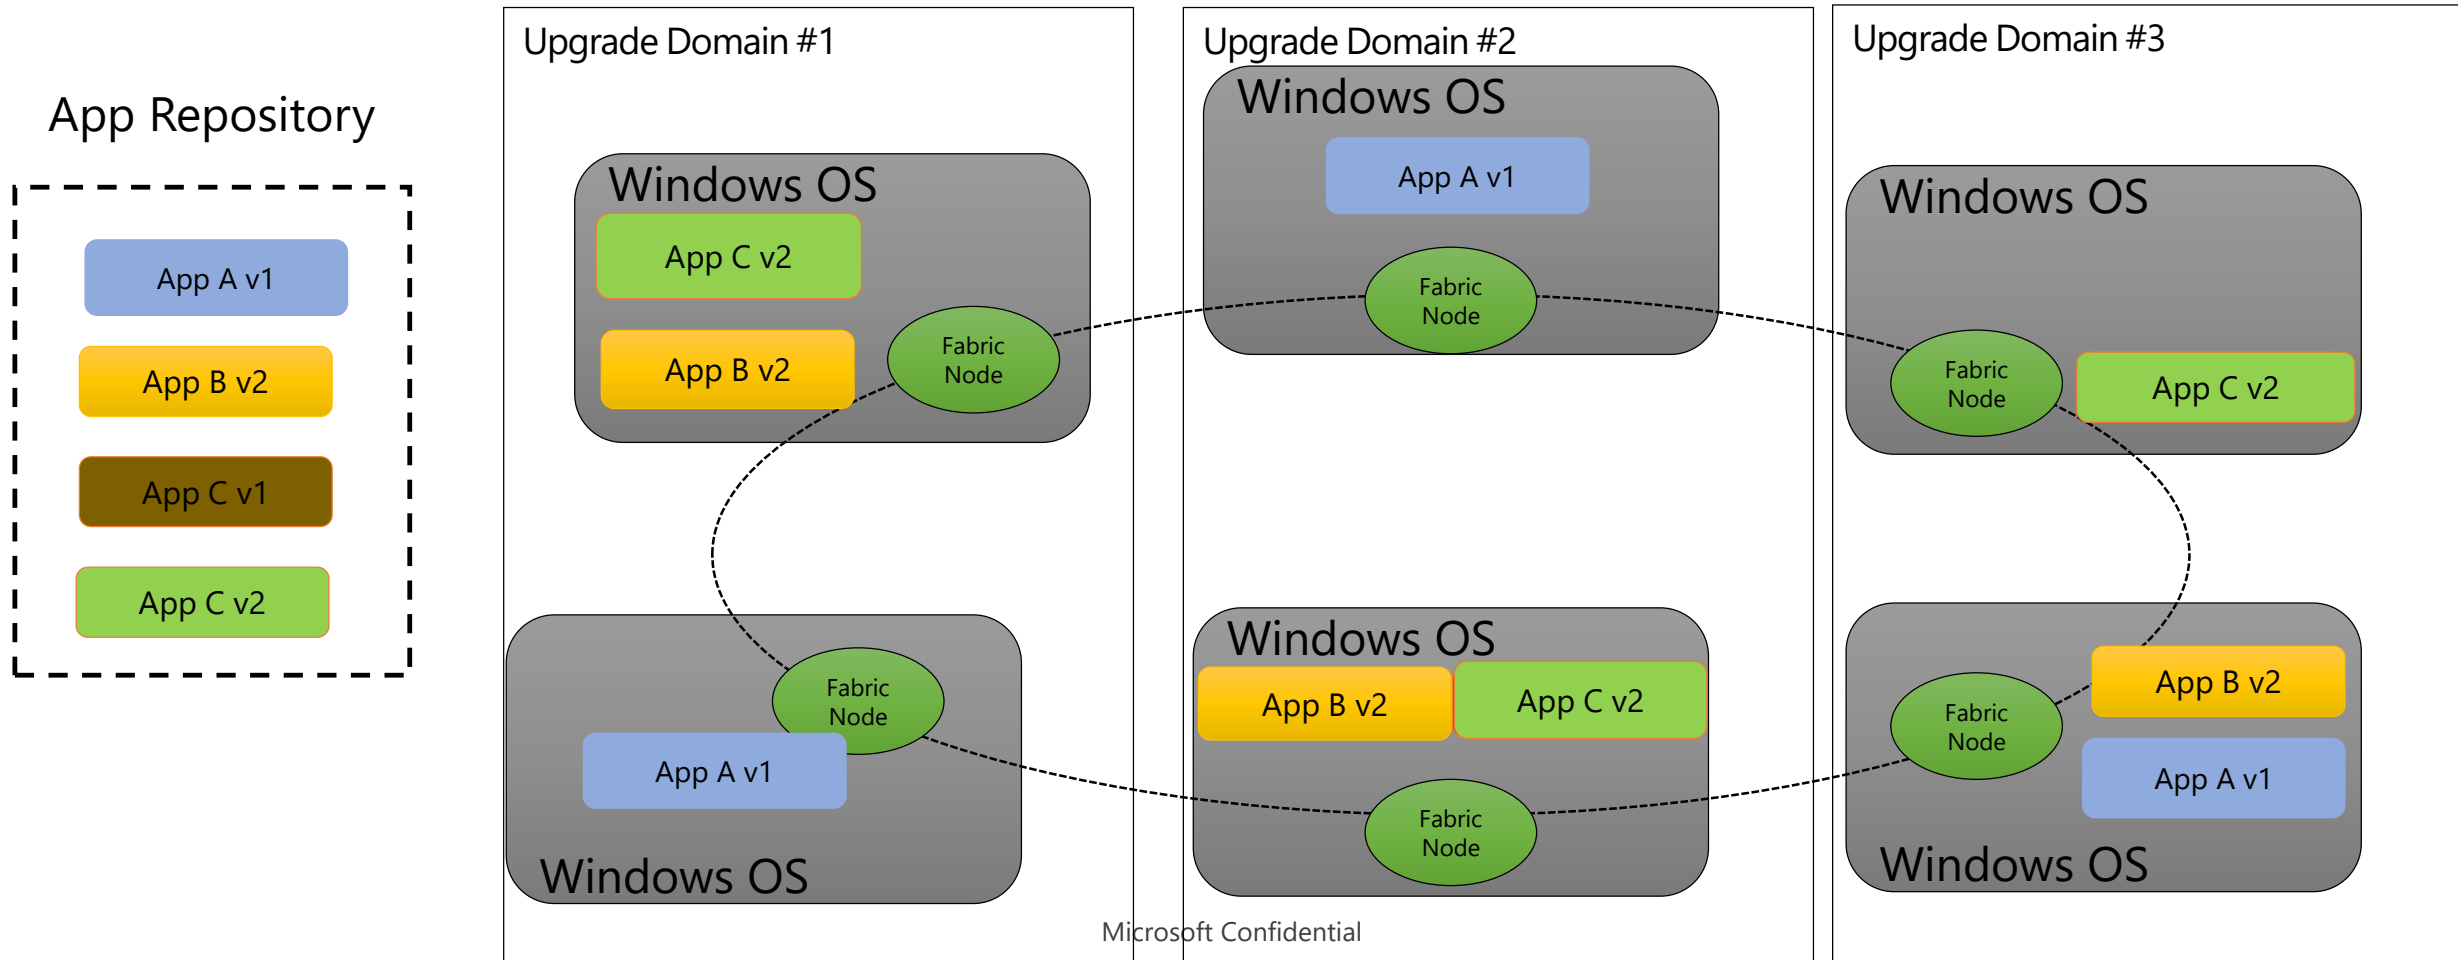 App Repository
App A v1
App B v2
App C v1
App C v2
Upgrade Domain #1
Windows OS
App C v2
App B v2
Fabric
Node
Fabric
Node
App A v1
Windows OS
Upgrade Domain #2
Windows OS
App A v1
Fabric
Node
Windows OS
App B v2
App C v2
Fabric
Node
Upgrade Domain #3
Windows OS
Fabric
Node
App C v2
App B v2
Fabric
Node
App A v1
Windows OS
Microsoft Confidential